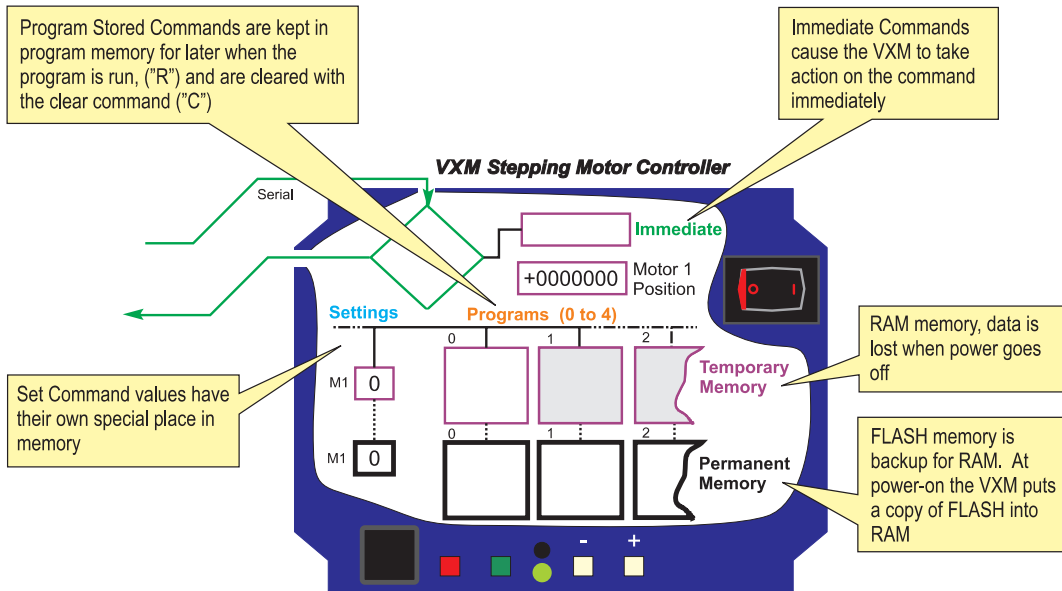 Program Stored Commands are kept in
program memory for later when the
program is run, ("R") and are cleared with
the clear command ("C")
Immediate Commands
cause the VXM to take
action on the command
immediately
VXM Stepping Motor Controller
Serial
Immediate
+0000000
Motor 1
Position
O I
Settings
Programs (0 to 4)
0 1 2
M1 0
Temporary
Memory
RAM memory, data is
lost when power goes
off
Set Command values have
their own special place in
memory
0 1 2
M1 0
Permanent
Memory
FLASH memory is
backup for RAM. At
power-on the VXM puts
a copy of FLASH into
RAM
- +